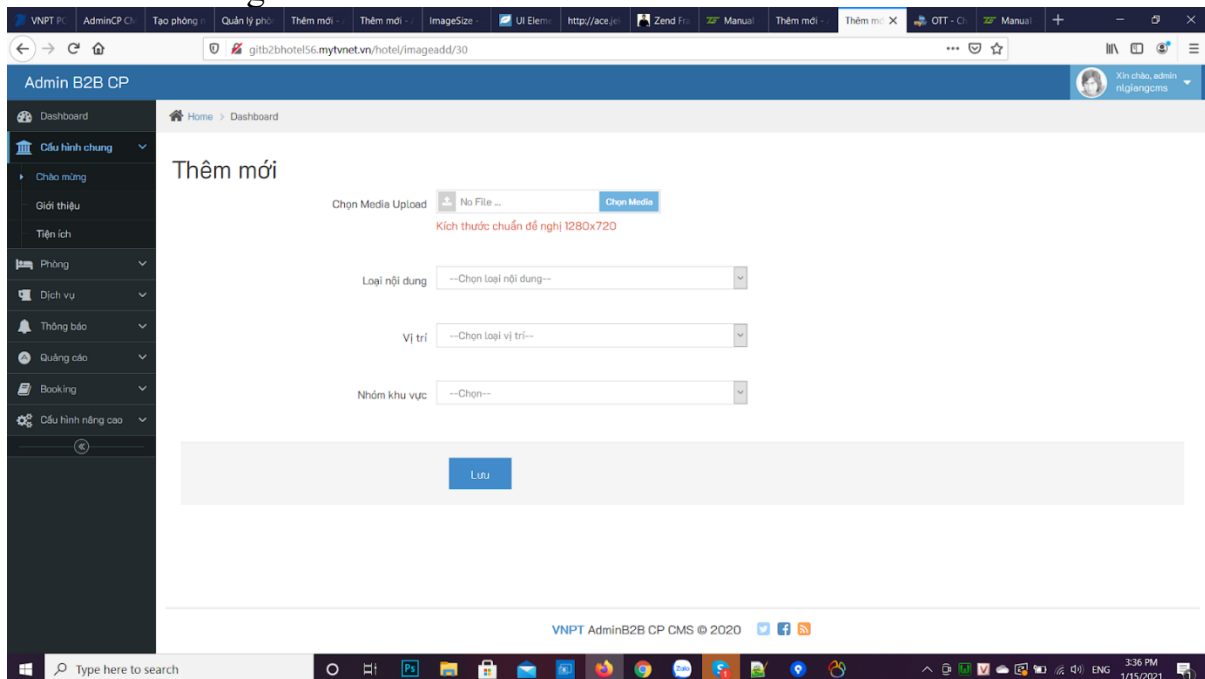 VNPT PC AdminCP CM Tạo phòng n Quản lý phò Thêm mới - Thêm mới - ImageSize - UI Eleme http://ace.je Zend Fra Manual Thêm mới - Thêm mớ OTT - Ch Manual
gitb2bhotel56.mytvnet.vn/hotel/imageadd/30
Admin B2B CP
Xin chào, admin
nlgiangcms
Dashboard
Home > Dashboard
Cấu hình chung
Chào mừng
Giới thiệu
Tiện ích
Phòng
Dịch vụ
Thông báo
Quảng cáo
Booking
Cấu hình nâng cao
Thêm mới
Chọn Media Upload No File ... Chọn Media
Kích thước chuẩn đề nghị 1280x720
Loại nội dung --Chọn loại nội dung--
Vị trí --Chọn loại vị trí--
Nhóm khu vực --Chọn--
Lưu
VNPT AdminB2B CP CMS © 2020
Type here to search
Ps
Zalo
ENG
3:36 PM
1/15/2021